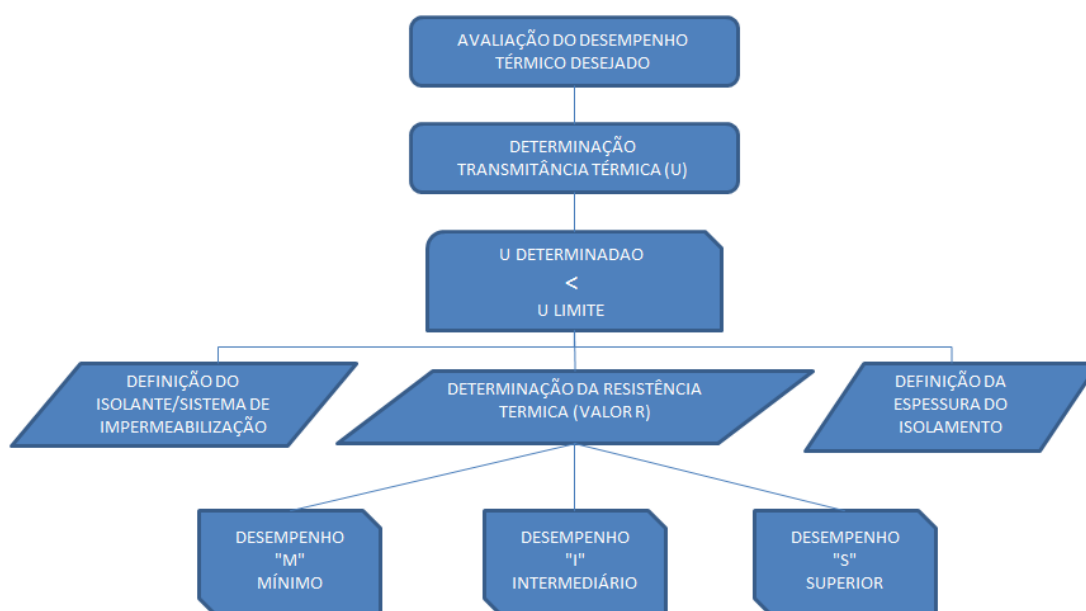 AVALIAÇÃO DO DESEMPENHO
TÉRMICO DESEJADO
DETERMINAÇÃO
TRANSMITÂNCIA TÉRMICA (U)
U DETERMINADAO
<
U LIMITE
DEFINIÇÃO DO
ISOLANTE/SISTEMA DE
IMPERMEABILIZAÇÃO
DETERMINAÇÃO DA RESISTÊNCIA
TERMICA (VALOR R)
DEFINIÇÃO DA
ESPESSURA DO
ISOLAMENTO
DESEMPENHO
"M"
MÍNIMO
DESEMPENHO
"I"
INTERMEDIÁRIO
DESEMPENHO
"S"
SUPERIOR